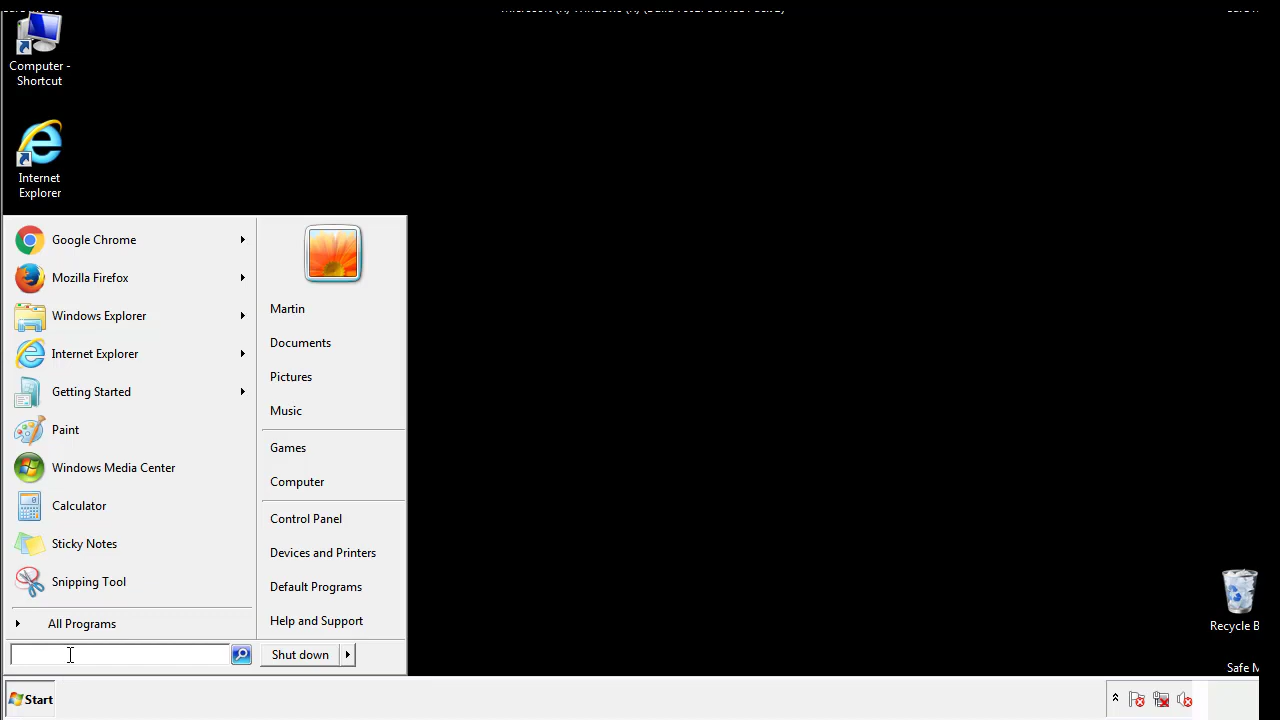 Computer -
Shortcut
Internet
Explorer
Google Chrome
Mozilla Firefox
Windows Explorer
Internet Explorer
Getting Started
Paint
Windows Media Center
Calculator
Sticky Notes
Snipping Tool
All Programs
Martin
Documents
Pictures
Music
Games
Computer
Control Panel
Devices and Printers
Default Programs
Help and Support
Shut down
Recycle B
Safe M
Start